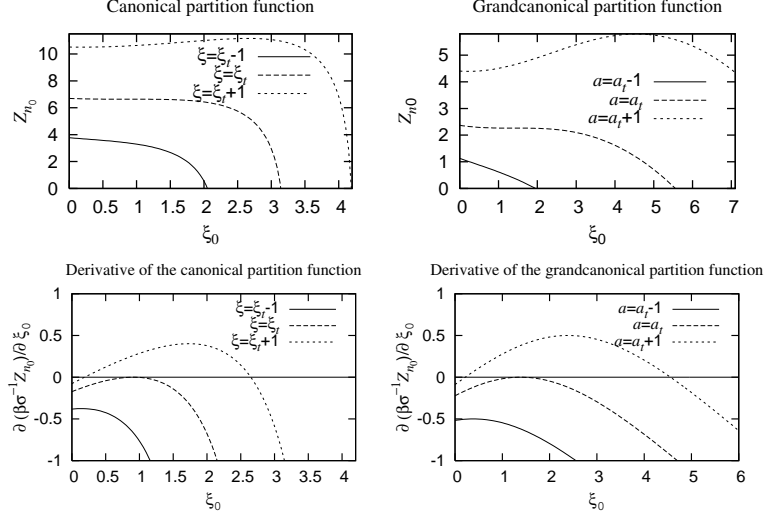 Canonical partition function
10
8
6
4
2
0
0 0.5 1 1.5 2 2.5 3 3.5 4
Z_{n_0}
ξ_0
ξ=ξ_t-1
ξ=ξ_t
ξ=ξ_t+1
Grandcanonical partition function
5
4
3
2
1
0
0 1 2 3 4 5 6 7
Z_{n0}
ξ_0
a=a_t-1
a=a_t
a=a_t+1
Derivative of the canonical partition function
1
0.5
0
-0.5
-1
0 0.5 1 1.5 2 2.5 3 3.5 4
∂ (βσ^{-1}Z_{n_0})/∂ ξ_0
ξ_0
ξ=ξ_t-1
ξ=ξ_t
ξ=ξ_t+1
Derivative of the grandcanonical partition function
1
0.5
0
-0.5
-1
0 1 2 3 4 5 6
∂ (βσ^{-1}Z_{n_0})/∂ ξ_0
ξ_0
a=a_t-1
a=a_t
a=a_t+1